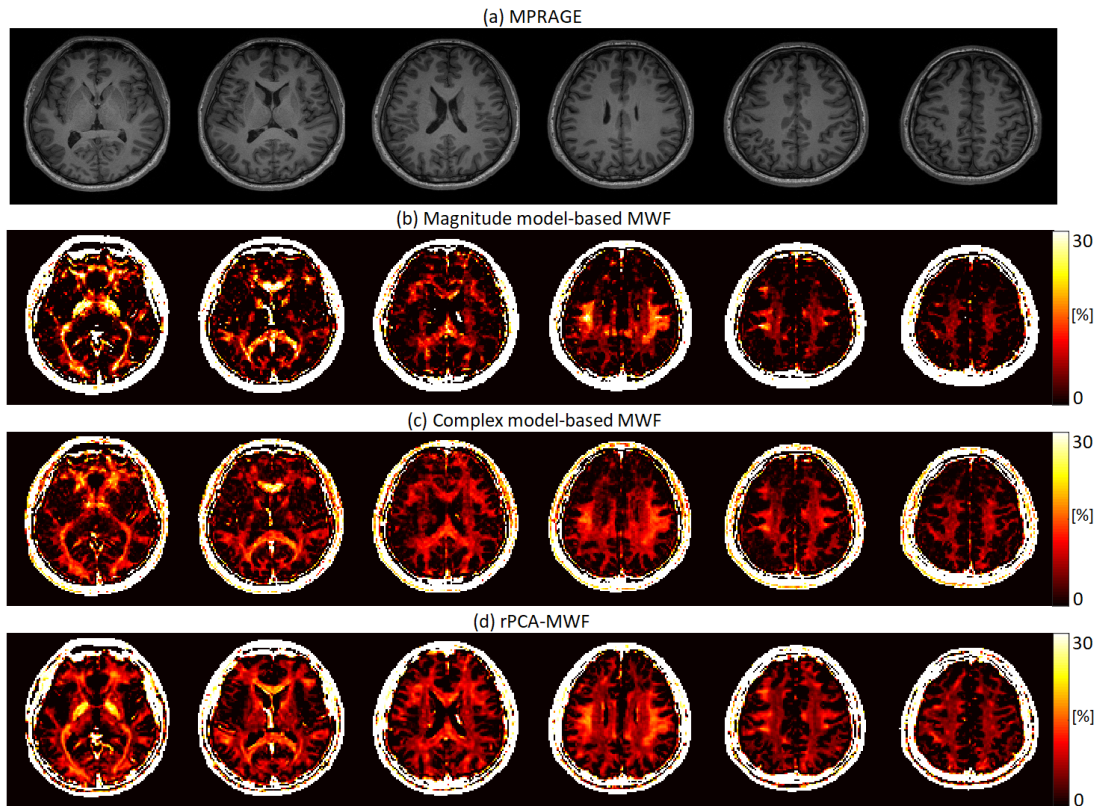 (a) MPRAGE
(b) Magnitude model-based MWF
30
[%]
0
(c) Complex model-based MWF
30
[%]
0
(d) rPCA-MWF
30
[%]
0